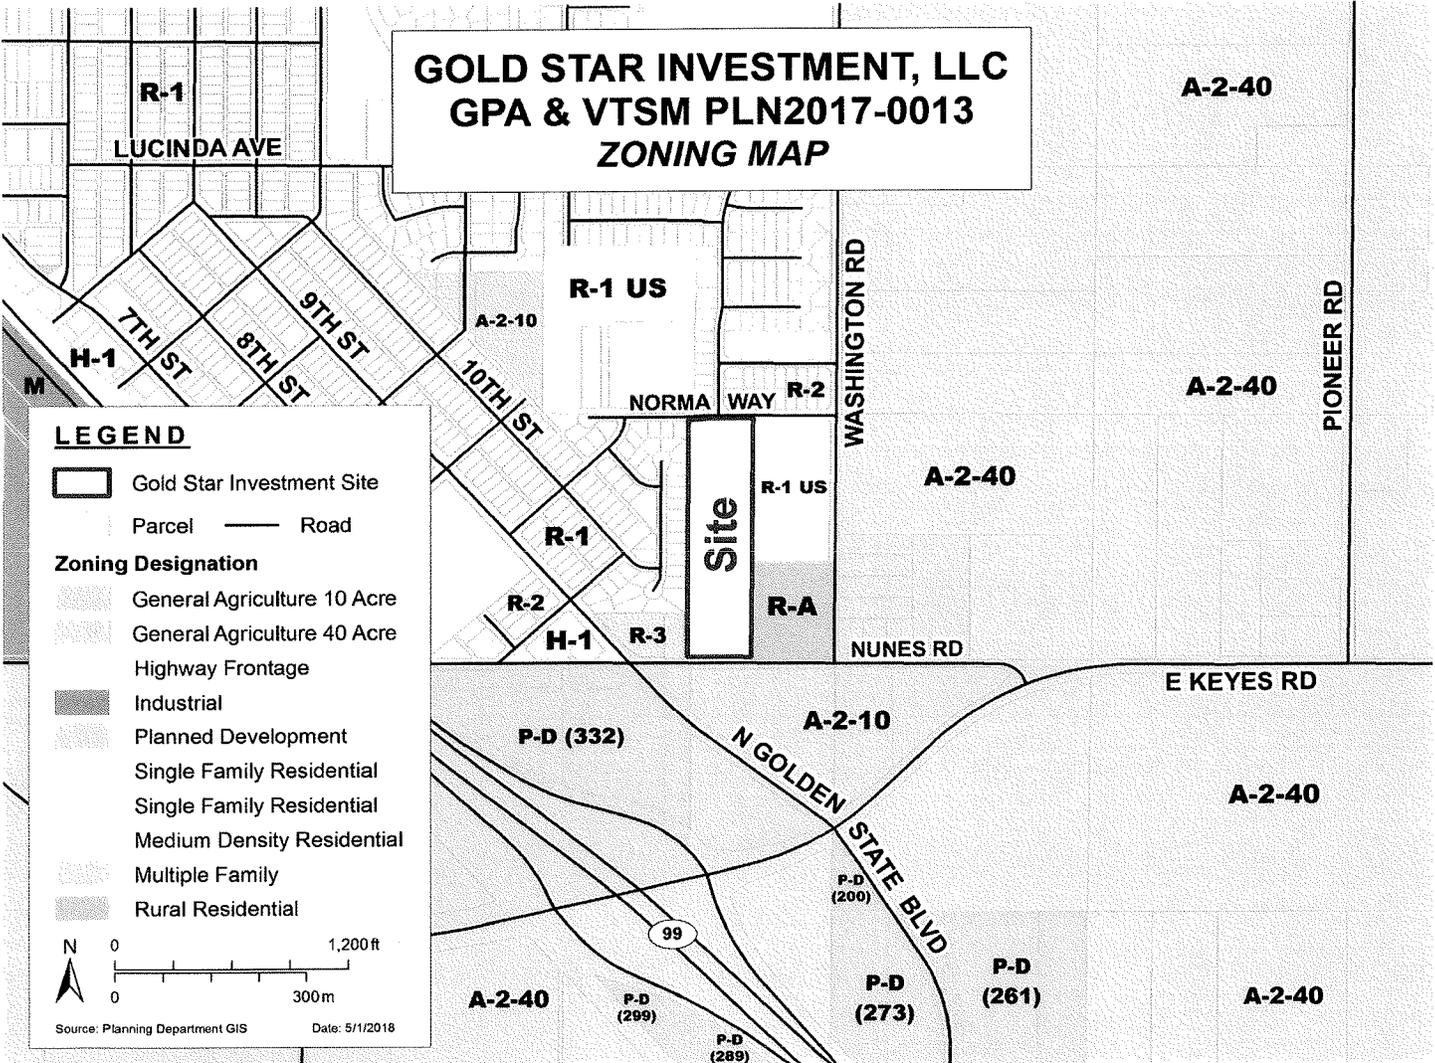 GOLD STAR INVESTMENT, LLC
GPA & VTSM PLN2017-0013
ZONING MAP
R-1
LUCINDA AVE
A-2-40
R-1 US
A-2-10
WASHINGTON RD
PIONEER RD
7TH ST
8TH ST
9TH ST
10TH ST
H-1
M
R-2
NORMA WAY
A-2-40
A-2-40
R-1 US
Site
R-1
R-2
H-1
R-3
R-A
NUNES RD
E KEYES RD
P-D (332)
A-2-10
N GOLDEN STATE BLVD
A-2-40
P-D
(200)
99
A-2-40
P-D
(299)
P-D
(289)
P-D
(273)
P-D
(261)
A-2-40
LEGEND
Gold Star Investment Site
Parcel
Road
Zoning Designation
General Agriculture 10 Acre
General Agriculture 40 Acre
Highway Frontage
Industrial
Planned Development
Single Family Residential
Single Family Residential
Medium Density Residential
Multiple Family
Rural Residential
N
0 1,200 ft
0 300 m
Source: Planning Department GIS Date: 5/1/2018